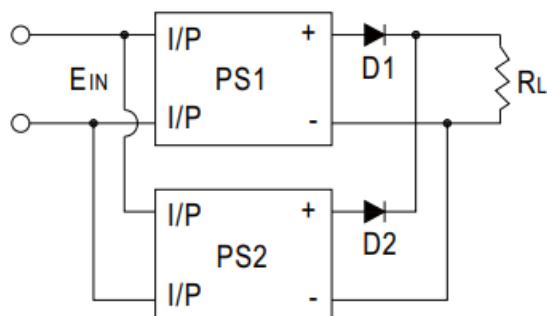 I/P + D1
EIN PS1 RL
I/P -
I/P + D2
PS2
I/P -